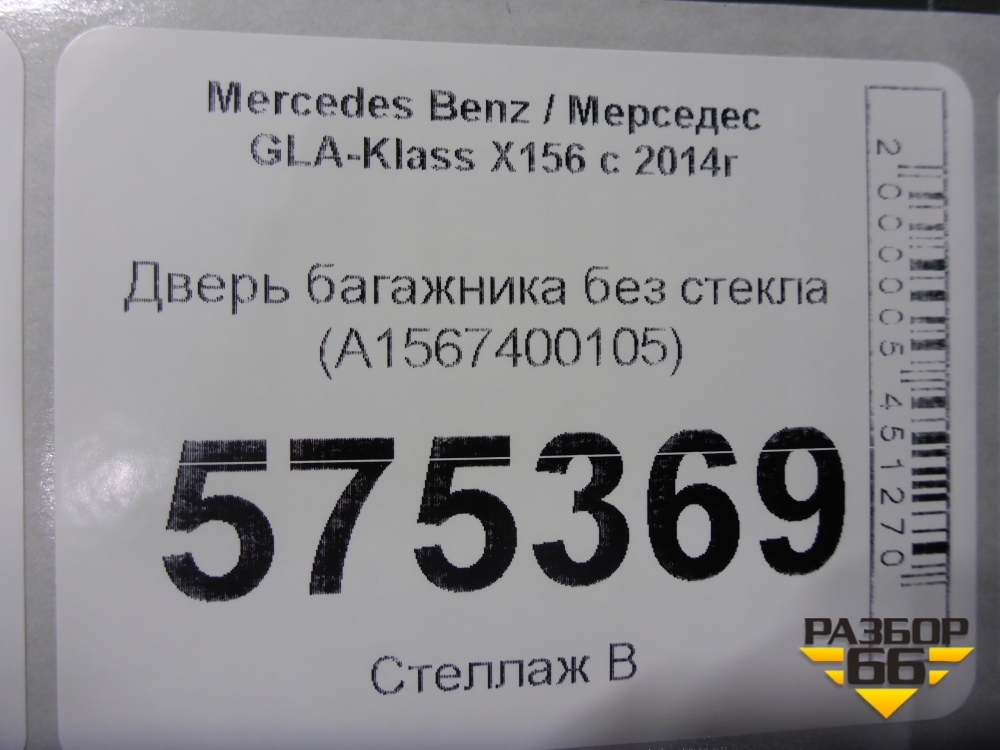 Mercedes Benz / Мерседес
GLA-Klass X156 с 2014г
Дверь багажника без стекла
(A1567400105)
575369
Стеллаж B
2000005451270
РАЗБОР
66